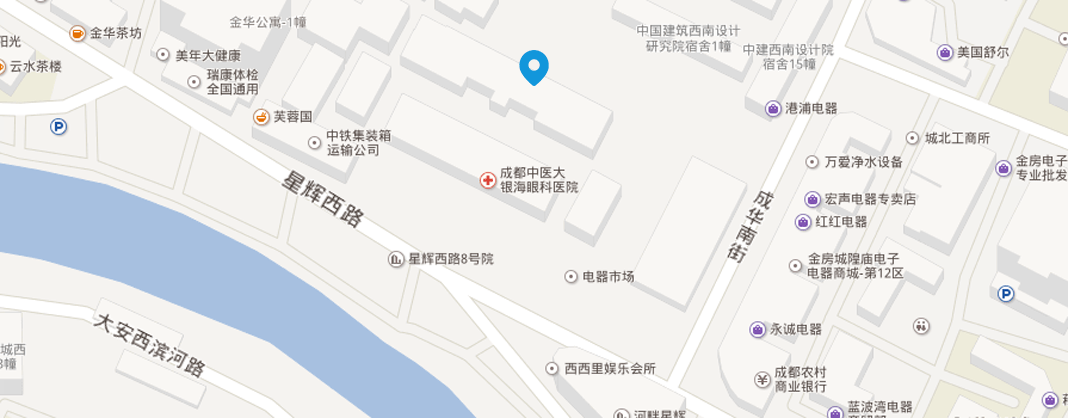 金华公寓-1幢
金华茶坊
阳光
美年大健康
云水茶楼
瑞康体检
全国通用
芙蓉国
中铁集装箱
运输公司
成都中医大
银海眼科医院
中国建筑西南设计
研究院宿舍1幢
中建西南设计院
宿舍15幢
美国舒尔
港浦电器
城北工商所
万爱净水设备
金房电子
专业批发
宏声电器专卖店
红红电器
金房城隍庙电子
电器商城-第12区
星辉西路
成华南街
星辉西路8号院
电器市场
P
P
永诚电器
大安西滨河路
城西
8幢
西西里娱乐会所
成都农村
商业银行
蓝波湾电器
河畔星辉